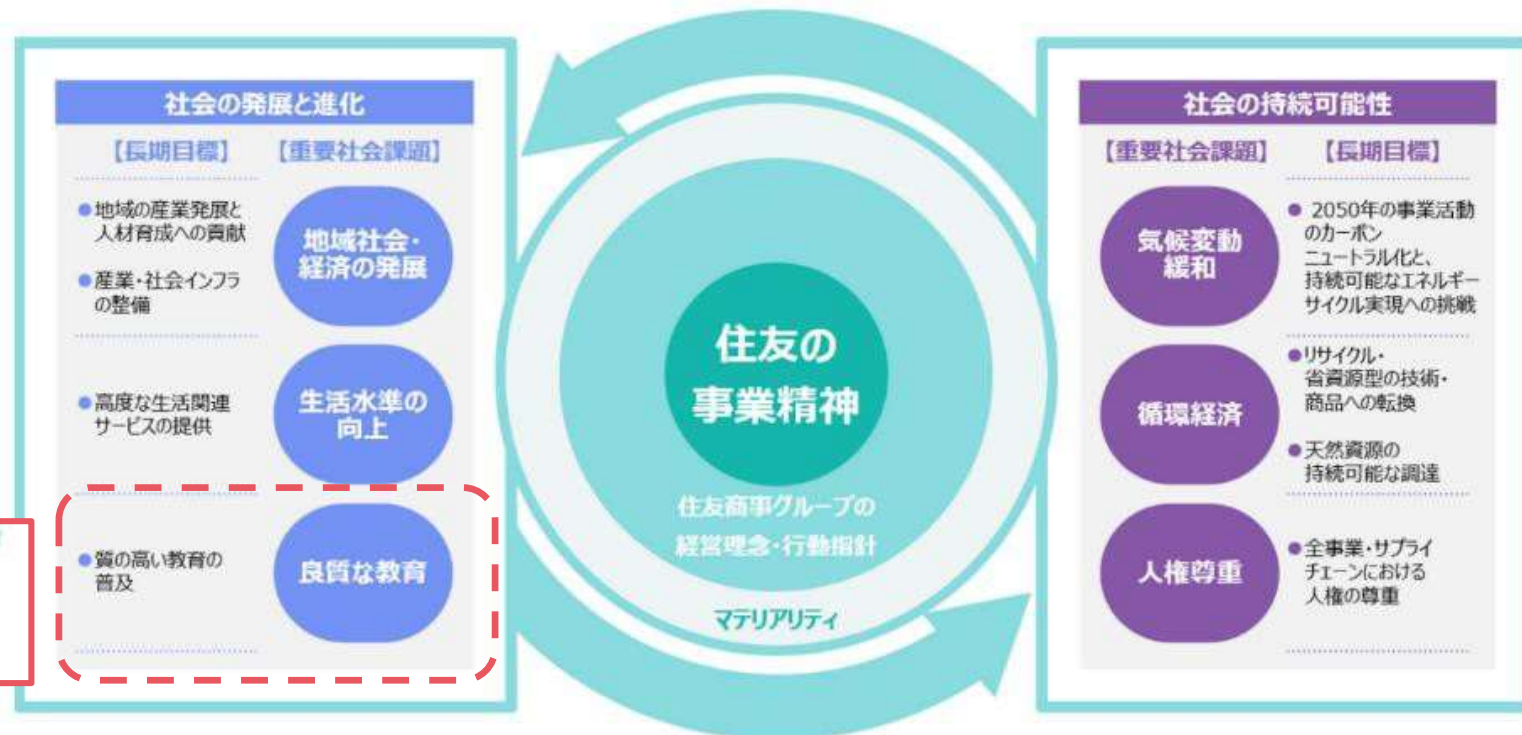 社会の発展と進化
【長期目標】 【重要社会課題】
●地域の産業発展と
人材育成への貢献
●産業・社会インフラ
の整備
地域社会・
経済の発展
●高度な生活関連
サービスの提供
生活水準の
向上
●質の高い教育の
普及
良質な教育
住友の
事業精神
住友商事グループの
経営理念・行動指針
マテリアリティ
社会の持続可能性
【重要社会課題】 【長期目標】
気候変動
緩和
● 2050年の事業活動
のカーボン
ニュートラル化と、
持続可能なエネルギー
サイクル実現への挑戦
循環経済
●リサイクル・
省資源型の技術・
商品への転換
●天然資源の
持続可能な調達
人権尊重
●全事業・サプライ
チェーンにおける
人権の尊重